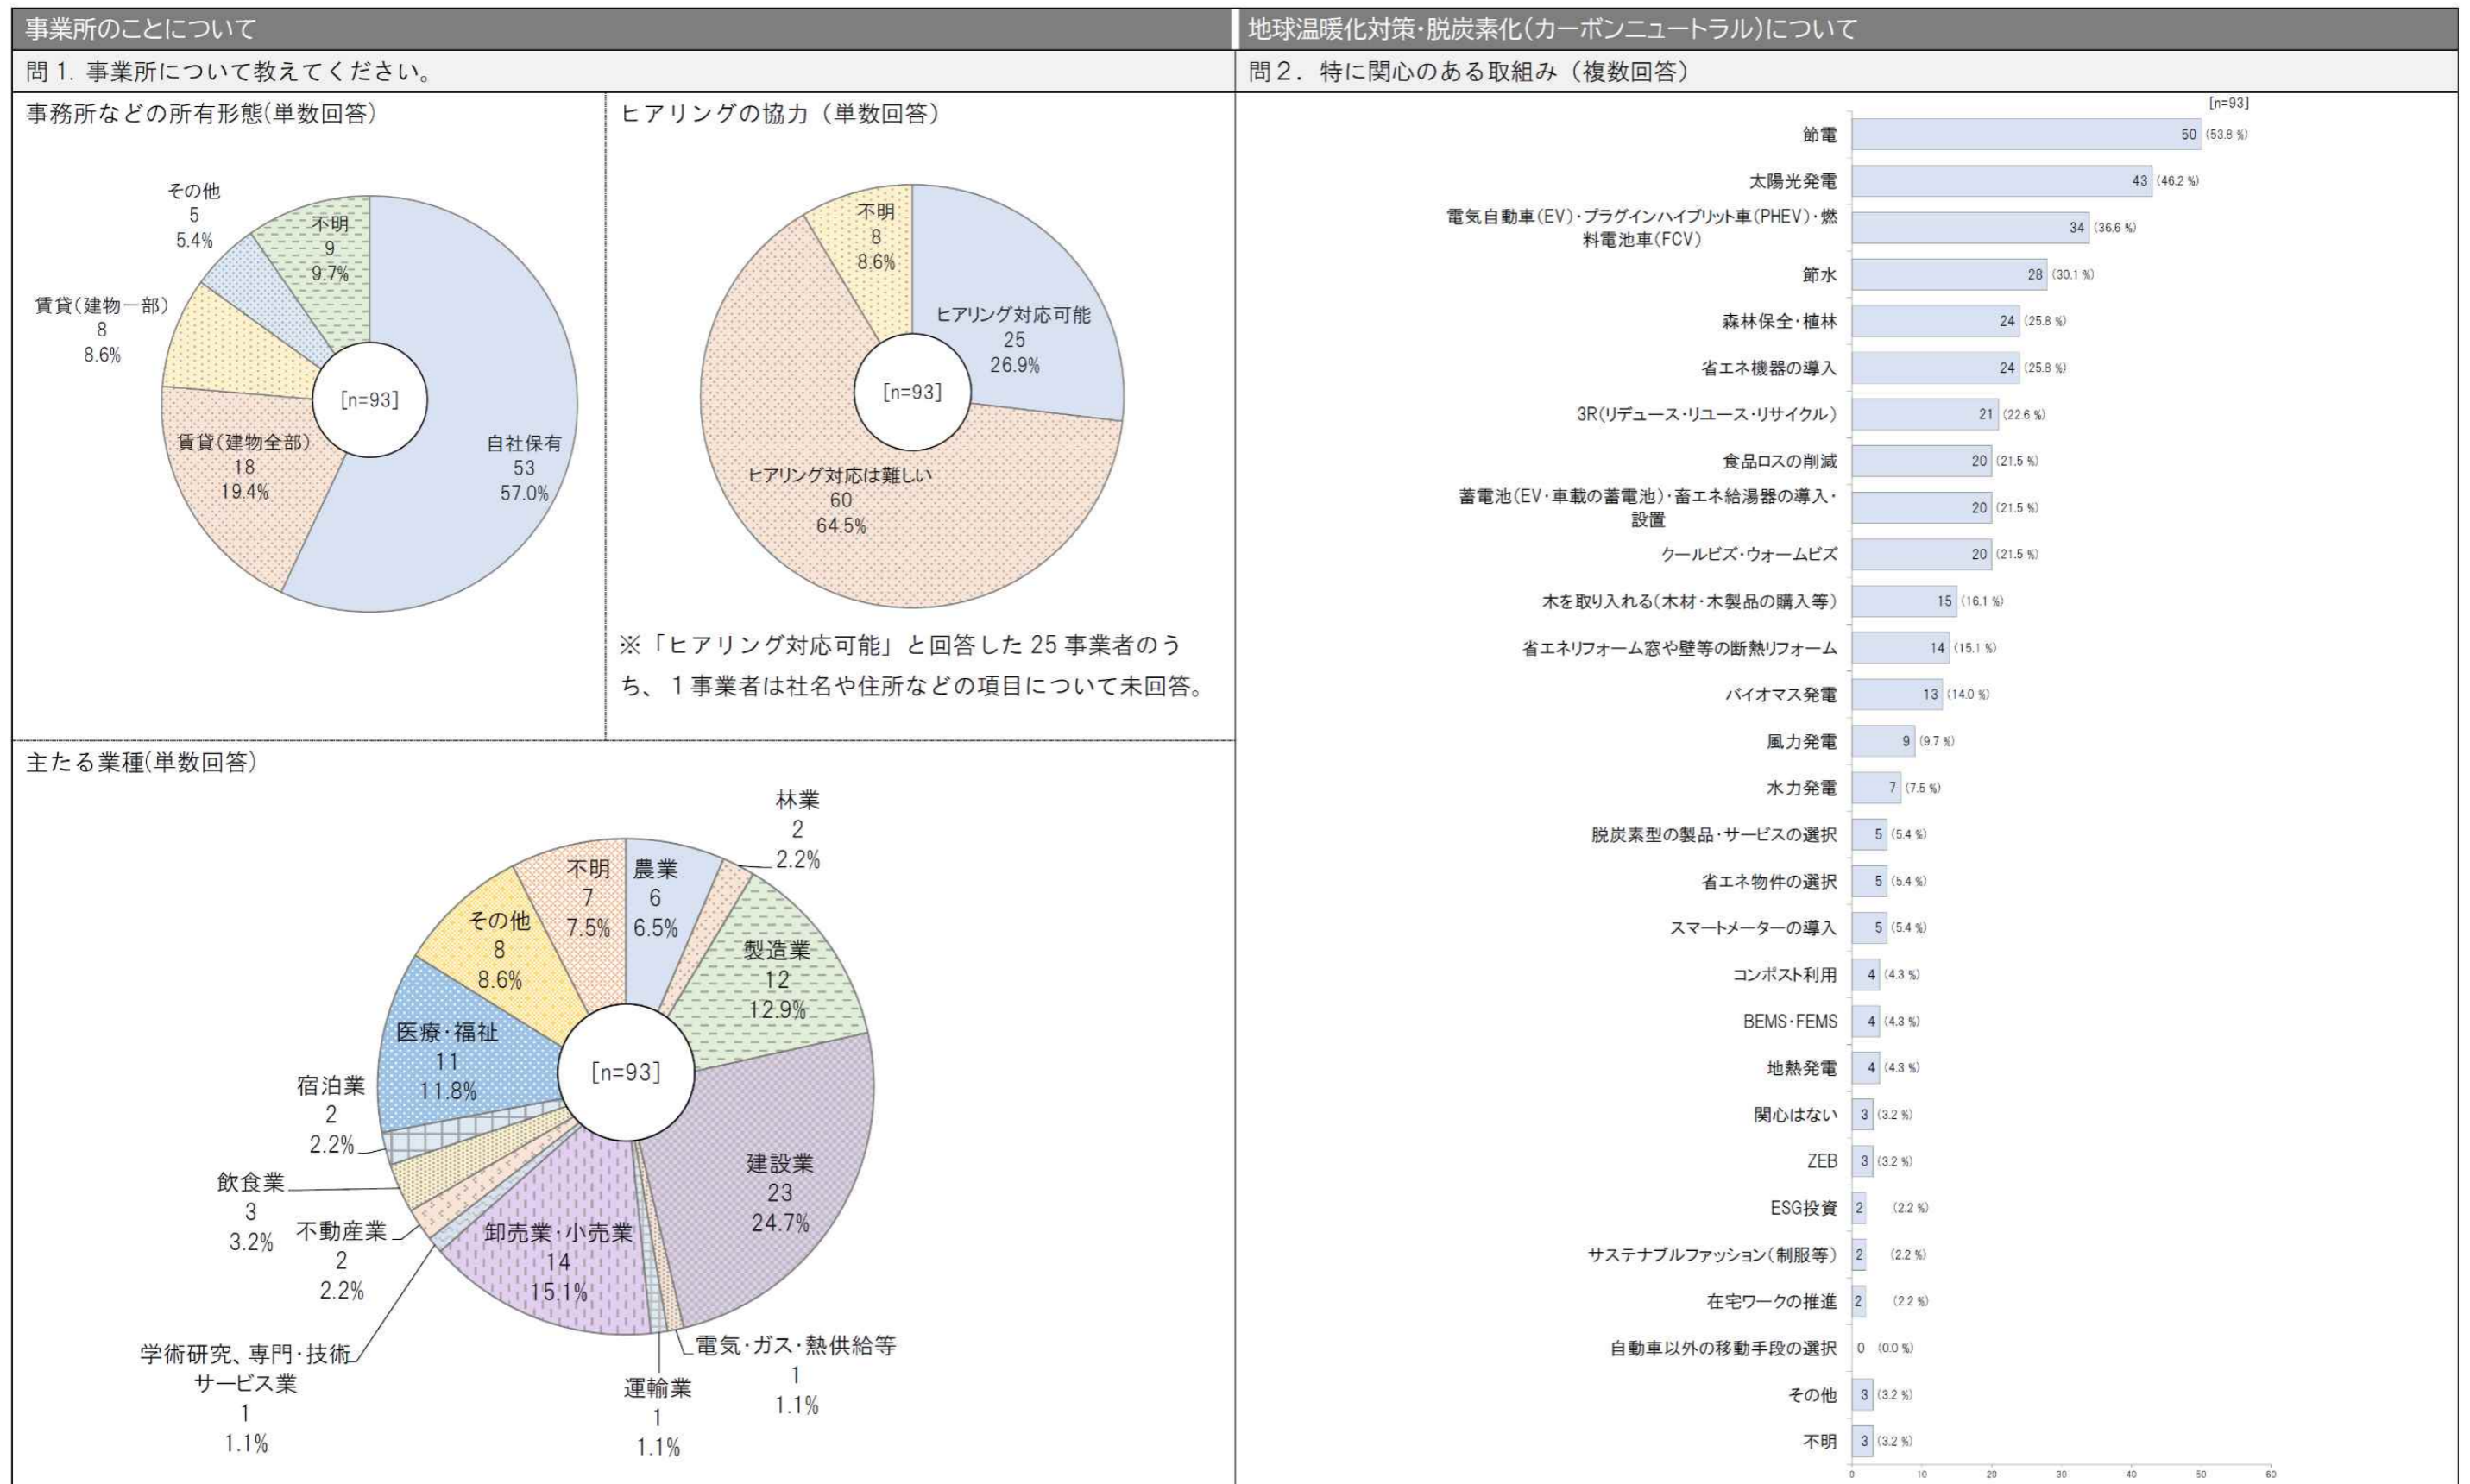 事業所のことについて
問 1. 事業所について教えてください。
事務所などの所有形態(単数回答)
その他
5
5.4%
不明
9
9.7%
賃貸(建物一部)
8
8.6%
[n=93]
賃貸(建物全部)
18
19.4%
自社保有
53
57.0%
ヒアリングの協力（単数回答）
不明
8
8.6%
ヒアリング対応可能
25
26.9%
[n=93]
ヒアリング対応は難しい
60
64.5%
※「ヒアリング対応可能」と回答した 25 事業者のう
ち、１事業者は社名や住所などの項目について未回答。
主たる業種(単数回答)
林業
2
2.2%
不明
7
7.5%
農業
6
6.5%
その他
8
8.6%
製造業
12
12.9%
医療・福祉
11
11.8%
[n=93]
宿泊業
2
2.2%
建設業
23
24.7%
飲食業
3
3.2%
不動産業
2
2.2%
卸売業・小売業
14
15.1%
学術研究、専門・技術
サービス業
1
1.1%
運輸業
1
1.1%
電気・ガス・熱供給等
1
1.1%
地球温暖化対策・脱炭素化(カーボンニュートラル)について
問２．特に関心のある取組み（複数回答）
[n=93]
節電 50 (53.8 %)
太陽光発電 43 (46.2 %)
電気自動車(EV)・プラグインハイブリット車(PHEV)・燃
料電池車(FCV) 34 (36.6 %)
節水 28 (30.1 %)
森林保全・植林 24 (25.8 %)
省エネ機器の導入 24 (25.8 %)
3R(リデュース・リユース・リサイクル) 21 (22.6 %)
食品ロスの削減 20 (21.5 %)
蓄電池(EV・車載の蓄電池)・畜エネ給湯器の導入・
設置 20 (21.5 %)
クールビズ・ウォームビズ 20 (21.5 %)
木を取り入れる(木材・木製品の購入等) 15 (16.1 %)
省エネリフォーム窓や壁等の断熱リフォーム 14 (15.1 %)
バイオマス発電 13 (14.0 %)
風力発電 9 (9.7 %)
水力発電 7 (7.5 %)
脱炭素型の製品・サービスの選択 5 (5.4 %)
省エネ物件の選択 5 (5.4 %)
スマートメーターの導入 5 (5.4 %)
コンポスト利用 4 (4.3 %)
BEMS・FEMS 4 (4.3 %)
地熱発電 4 (4.3 %)
関心はない 3 (3.2 %)
ZEB 3 (3.2 %)
ESG投資 2 (2.2 %)
サステナブルファッション(制服等) 2 (2.2 %)
在宅ワークの推進 2 (2.2 %)
自動車以外の移動手段の選択 0 (0.0 %)
その他 3 (3.2 %)
不明 3 (3.2 %)
0 10 20 30 40 50 60